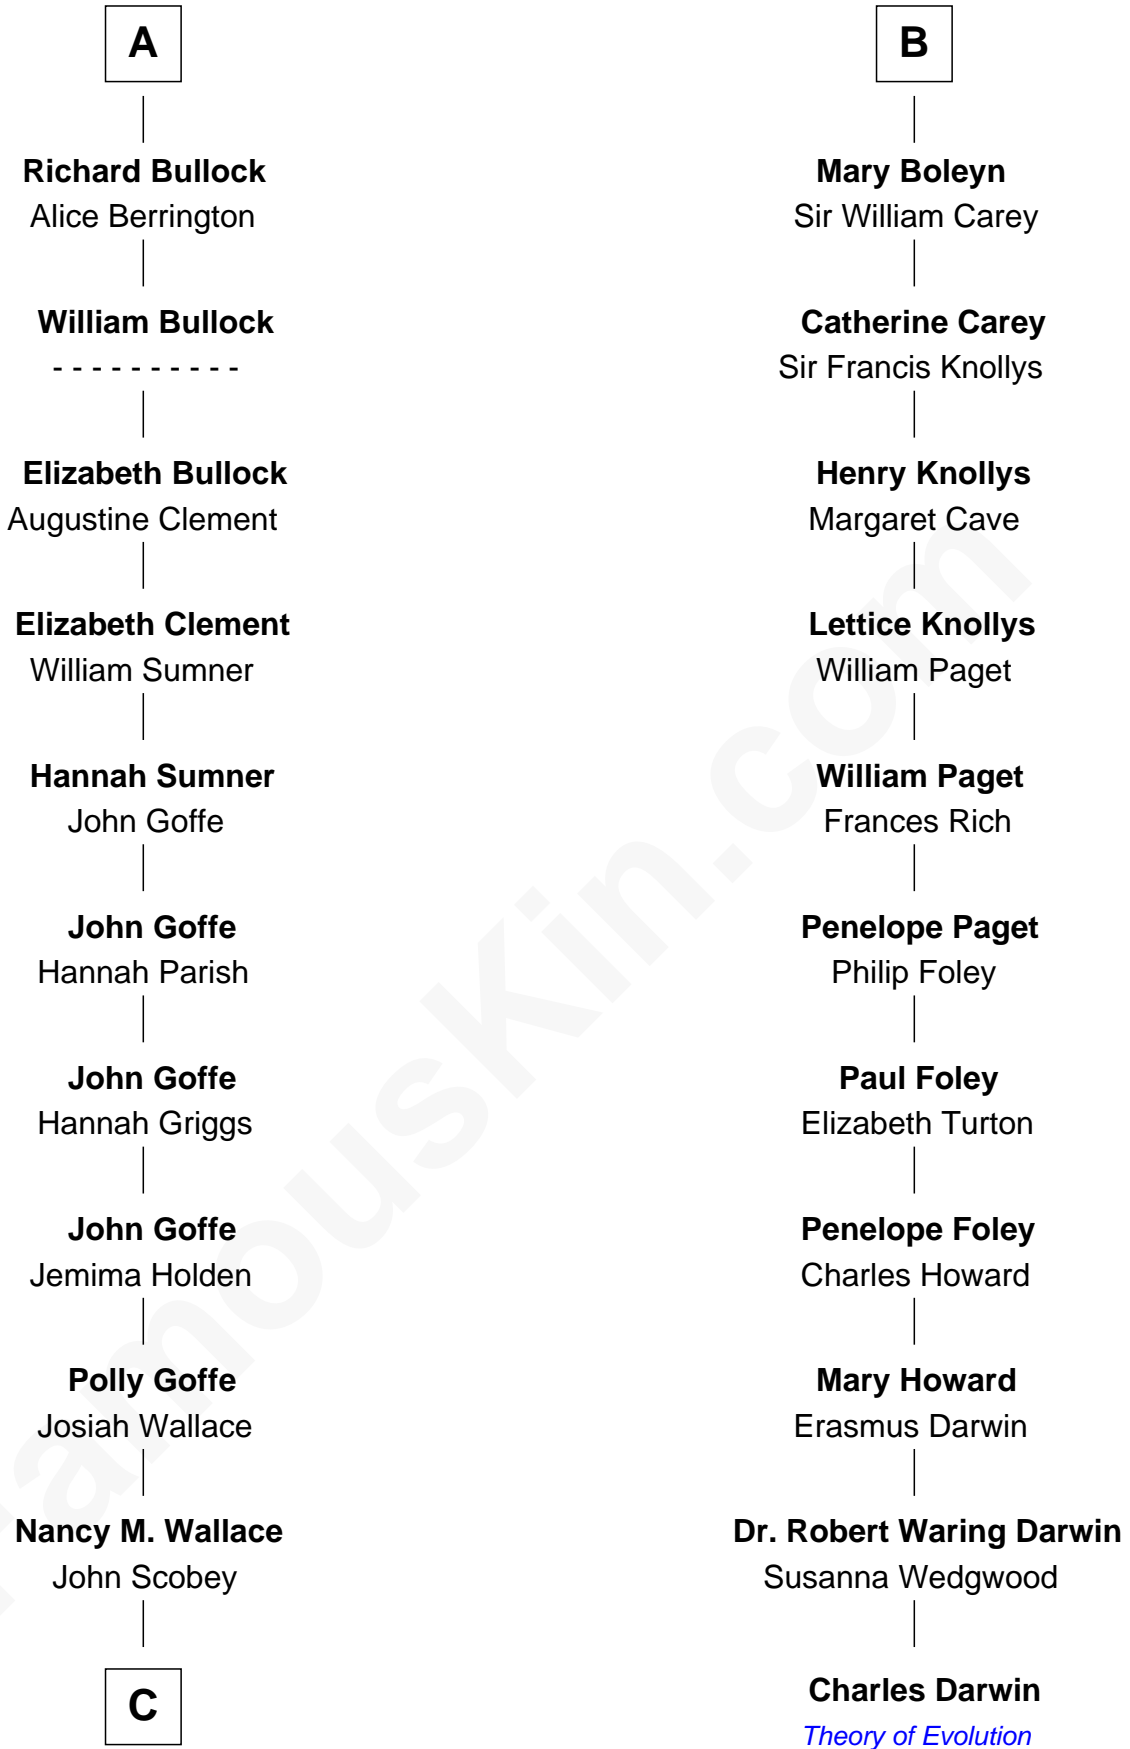 A
Richard Bullock
Alice Berrington
William Bullock
- - - - - - - - - -
Elizabeth Bullock
Augustine Clement
Elizabeth Clement
William Sumner
Hannah Sumner
John Goffe
John Goffe
Hannah Parish
John Goffe
Hannah Griggs
John Goffe
Jemima Holden
Polly Goffe
Josiah Wallace
Nancy M. Wallace
John Scobey
C
B
Mary Boleyn
Sir William Carey
Catherine Carey
Sir Francis Knollys
Henry Knollys
Margaret Cave
Lettice Knollys
William Paget
William Paget
Frances Rich
Penelope Paget
Philip Foley
Paul Foley
Elizabeth Turton
Penelope Foley
Charles Howard
Mary Howard
Erasmus Darwin
Dr. Robert Waring Darwin
Susanna Wedgwood
Charles Darwin
Theory of Evolution
FamousKin.com